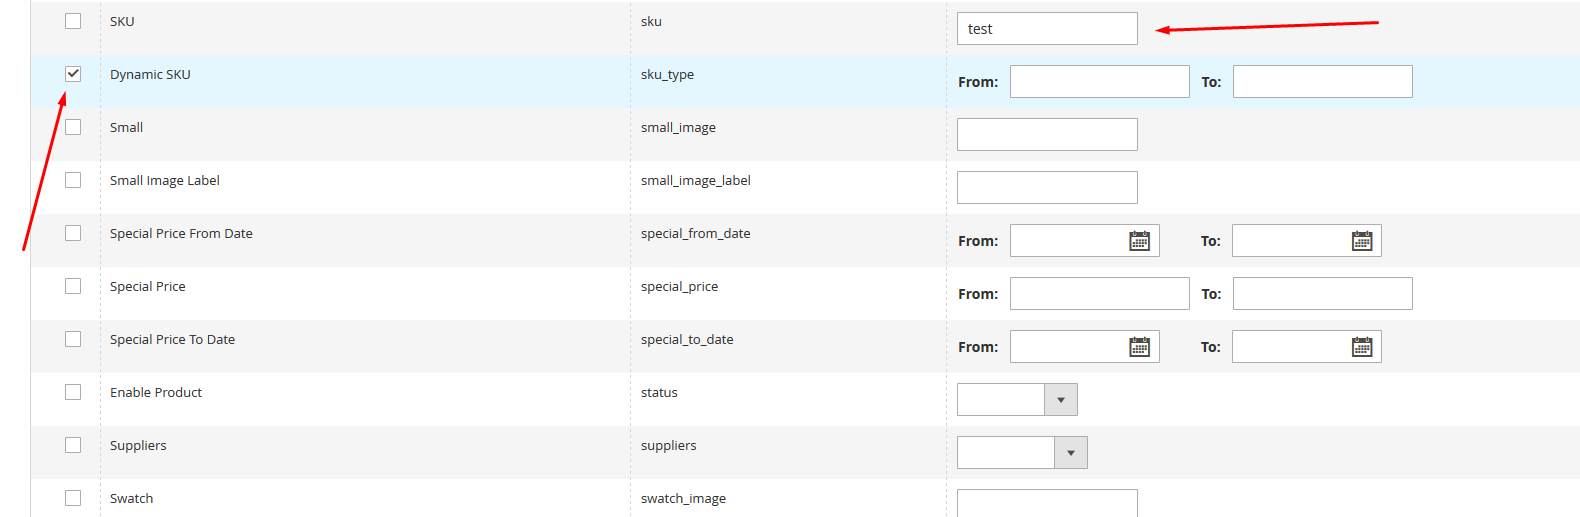 SKU sku test
Dynamic SKU sku_type From: To:
Small small_image
Small Image Label small_image_label
Special Price From Date special_from_date From: To:
Special Price special_price From: To:
Special Price To Date special_to_date From: To:
Enable Product status
Suppliers suppliers
Swatch swatch_image